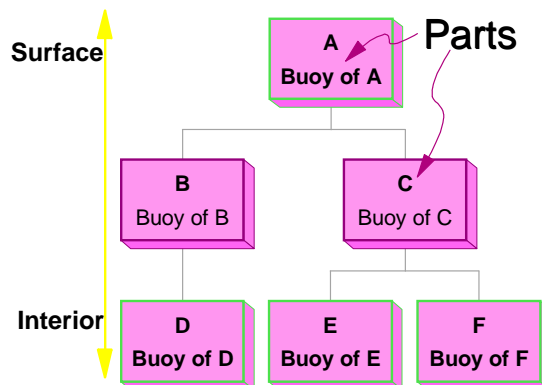 Surface
A
Buoy of A
Parts
B
Buoy of B
C
Buoy of C
Interior
D
Buoy of D
E
Buoy of E
F
Buoy of F